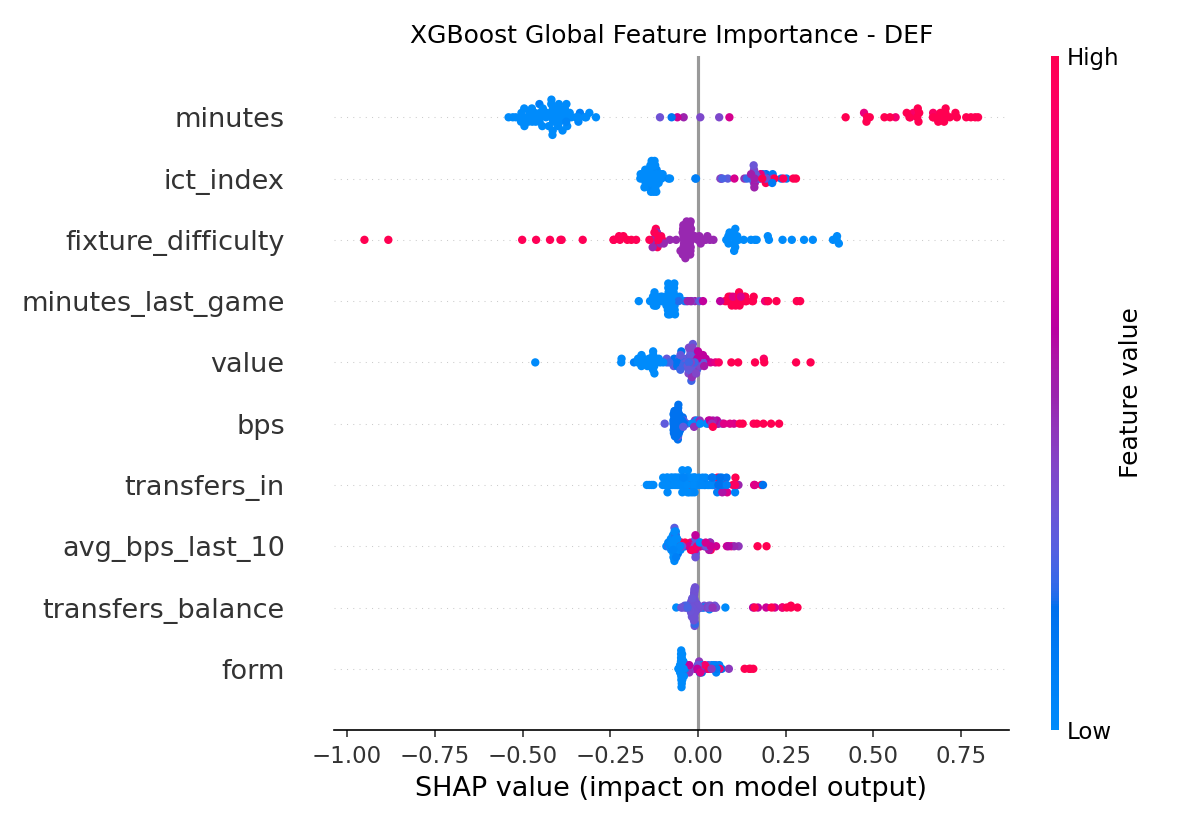 XGBoost Global Feature Importance - DEF
High
minutes
ict_index
fixture_difficulty
minutes_last_game
value
bps
transfers_in
avg_bps_last_10
transfers_balance
form
Feature value
Low
−1.00 −0.75 −0.50 −0.25 0.00 0.25 0.50 0.75
SHAP value (impact on model output)